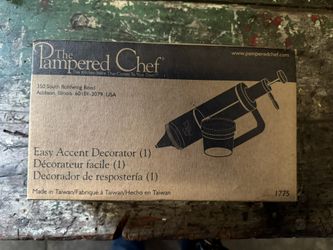 The
Pampered Chef®
The Kitchen Store That Comes To Your Door®
www.pamperedchef.com
350 South Rohlwing Road
Addison, Illinois 60101-3079, USA
Easy Accent Decorator (1)
Décorateur facile (1)
Decorador de respostería (1)
Made in Taiwan/Fabriqué à Taiwan/Hecho en Taiwan
1775